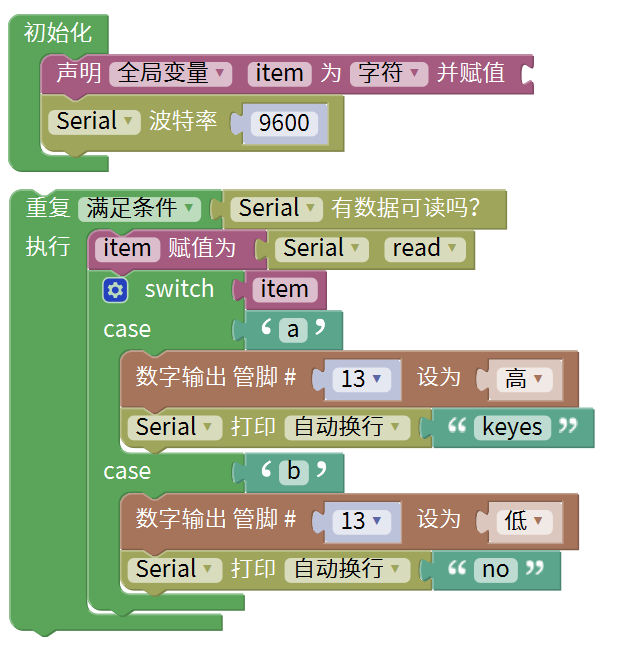 初始化
声明 全局变量 item 为 字符 并赋值
Serial 波特率 9600
重复 满足条件 Serial 有数据可读吗?
执行 item 赋值为 Serial read
switch item
case ‘ a ’
数字输出 管脚 # 13 设为 高
Serial 打印 自动换行 “ keyes ”
case ‘ b ’
数字输出 管脚 # 13 设为 低
Serial 打印 自动换行 “ no ”